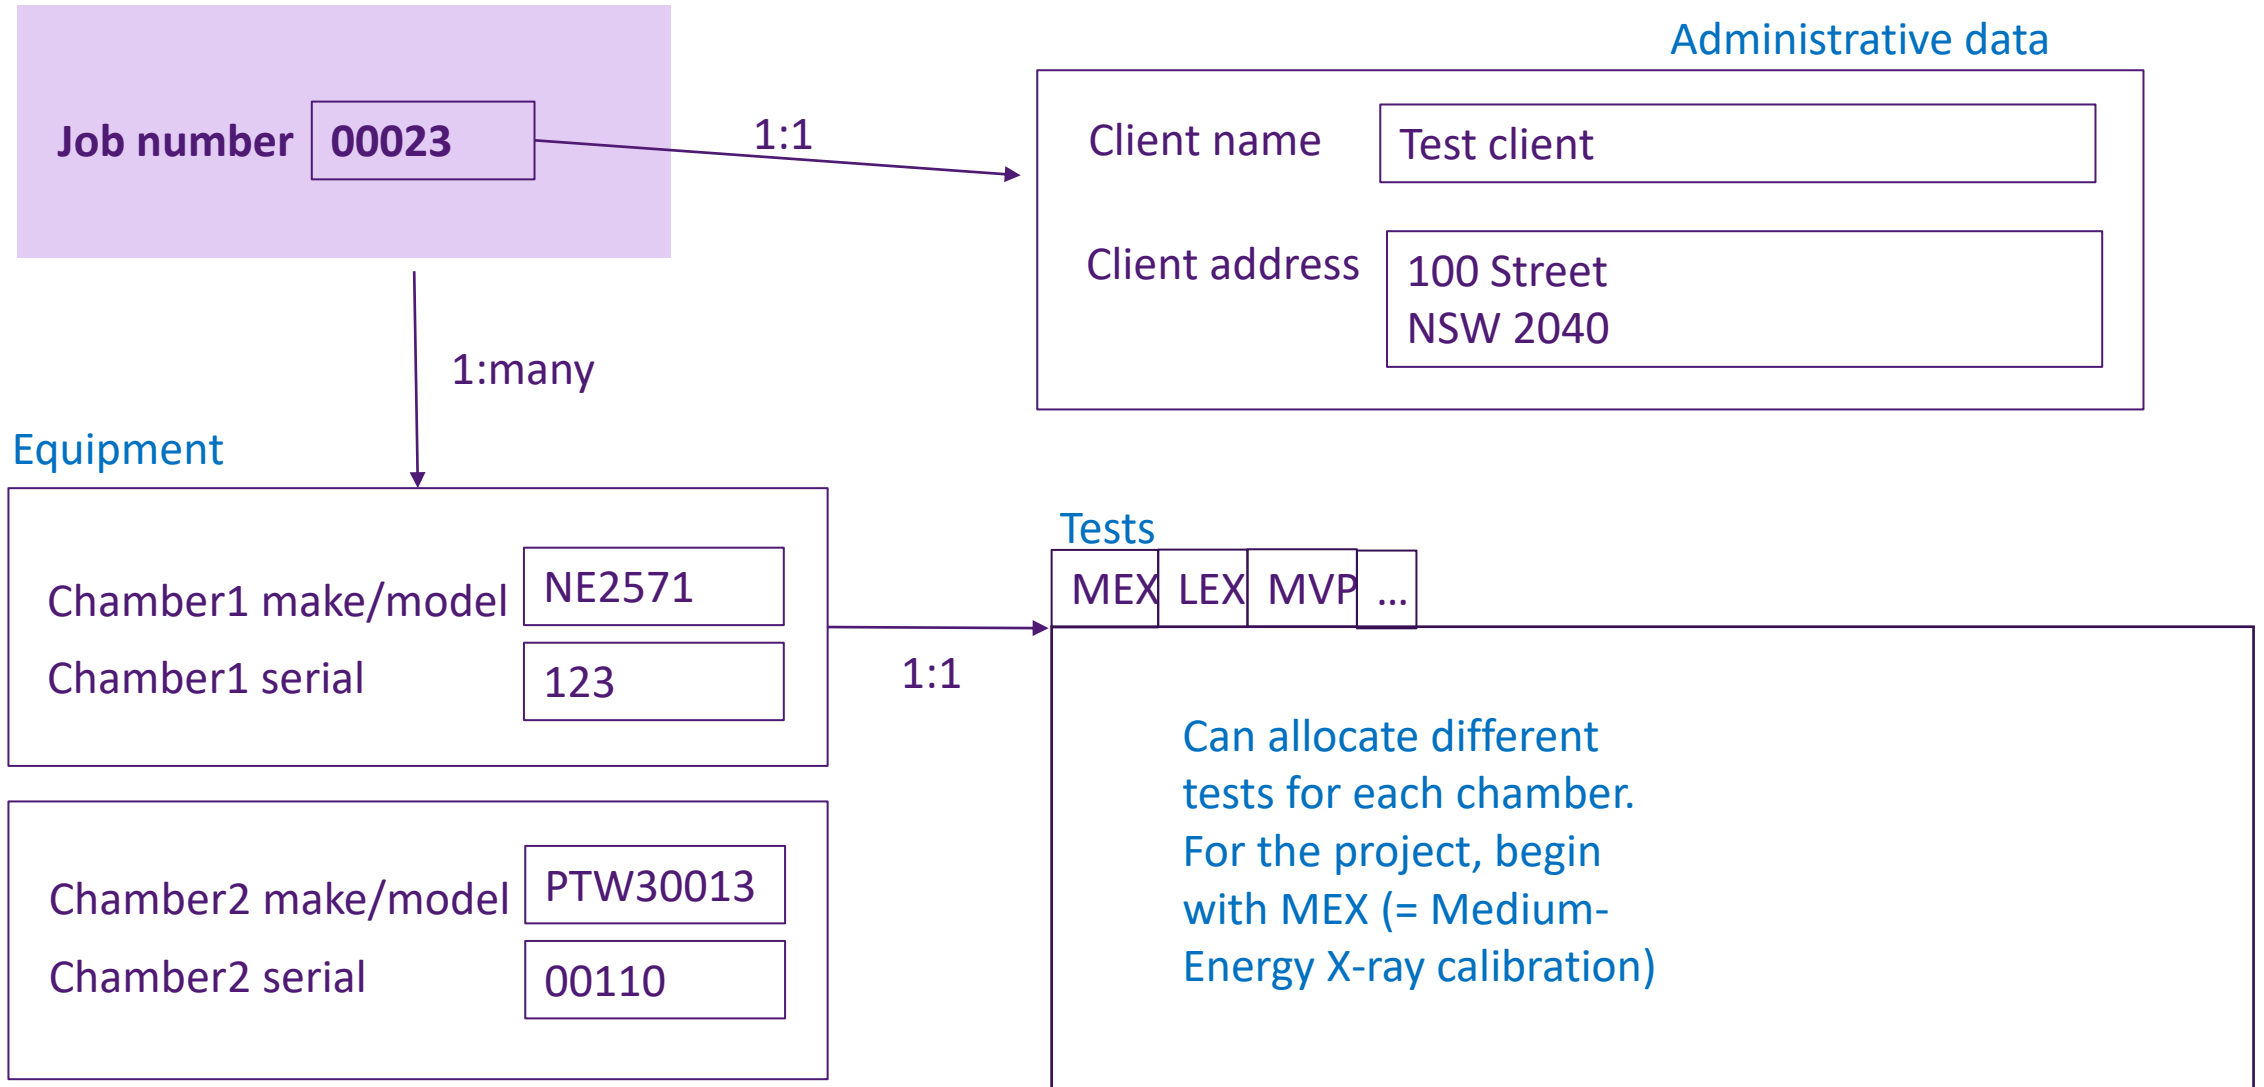 Administrative data
Job number 00023
1:1
Client name Test client
Client address 100 Street
NSW 2040
1:many
Equipment
Chamber1 make/model NE2571
Chamber1 serial 123
1:1
Tests
MEX LEX MVP ...
Can allocate different
tests for each chamber.
For the project, begin
with MEX (= Medium-
Energy X-ray calibration)
Chamber2 make/model PTW30013
Chamber2 serial 00110